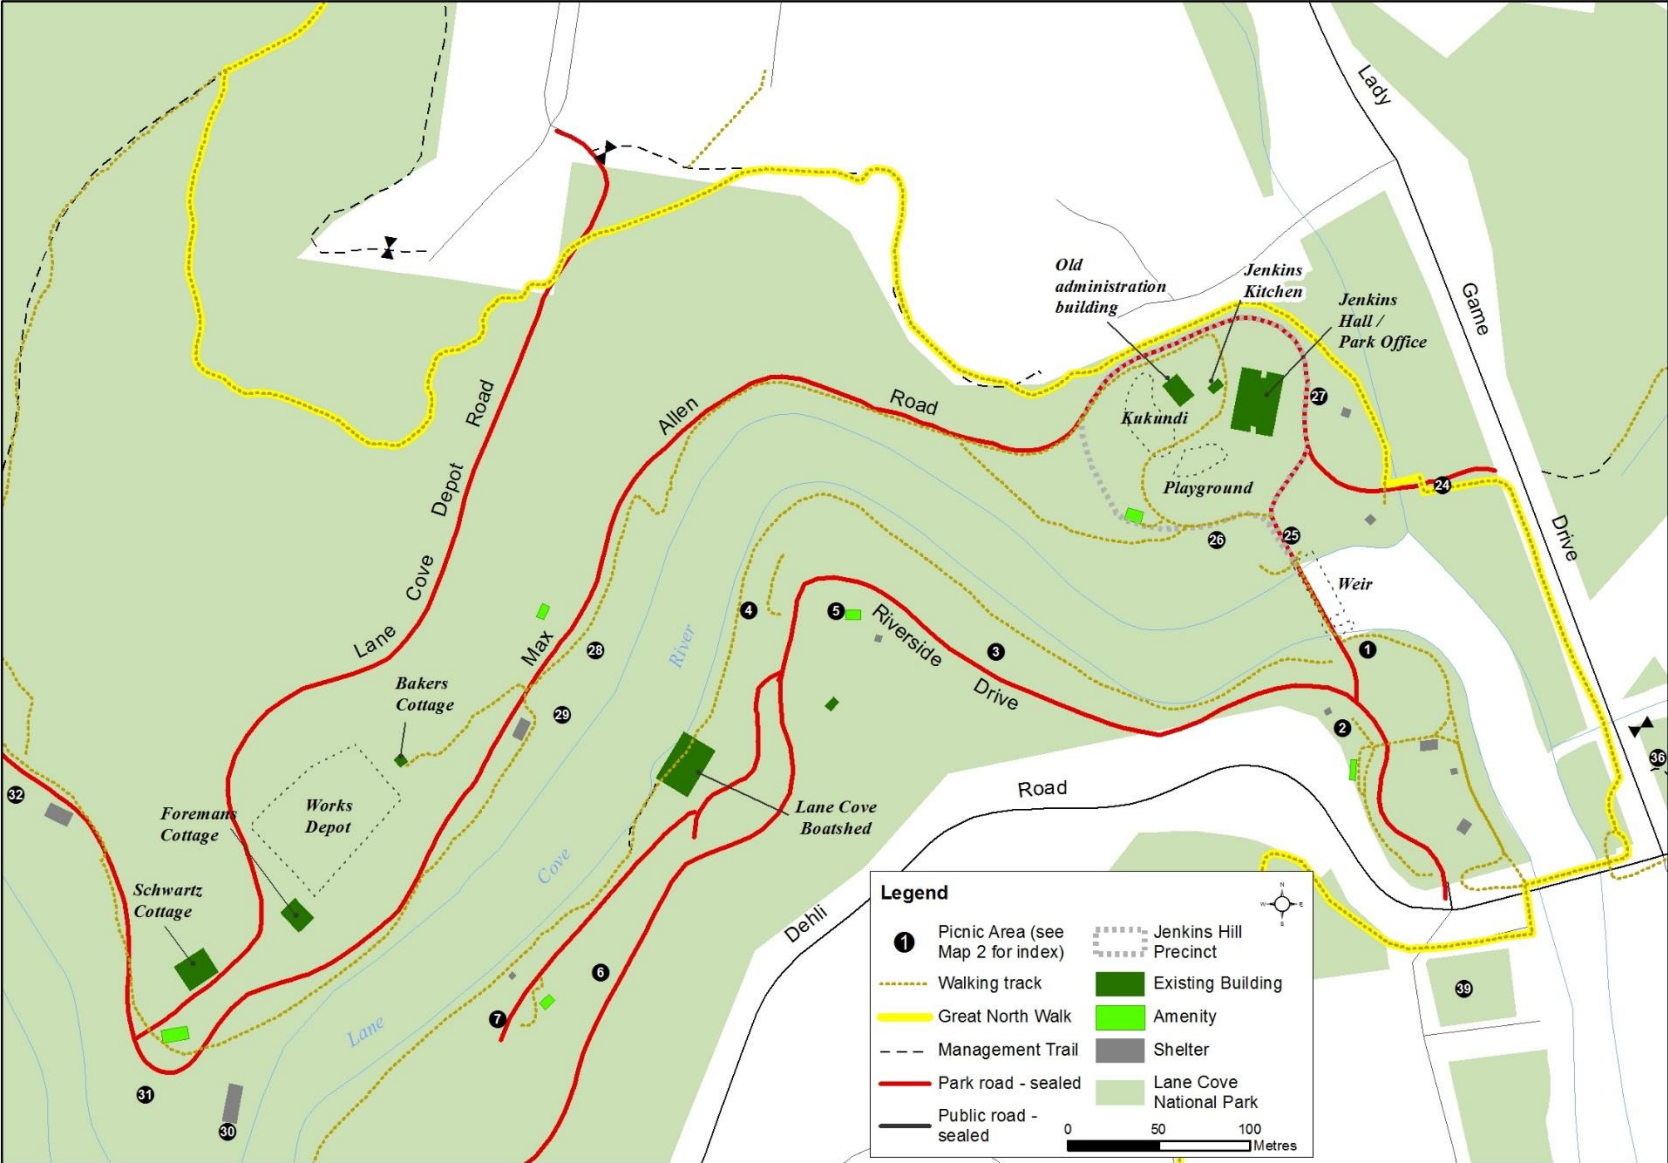 Lady
Game
Drive
Old
administration
building
Jenkins
Kitchen
Jenkins
Hall /
Park Office
27
Kukundi
Playground
24
25
26
Weir
Allen
Road
Road
Depot
Cove
Lane
Max
28
29
River
4
5
Riverside
Drive
3
1
2
36
Bakers
Cottage
Works
Depot
Foremans
Cottage
Schwartz
Cottage
32
31
30
Lane
Cove
Lane Cove
Boatshed
6
7
Road
Dehli
39
Legend
1
Picnic Area (see
Map 2 for index)
Walking track
Great North Walk
Management Trail
Park road - sealed
Public road -
sealed
N
W
E
S
Jenkins Hill
Precinct
Existing Building
Amenity
Shelter
Lane Cove
National Park
0 50 100
Metres